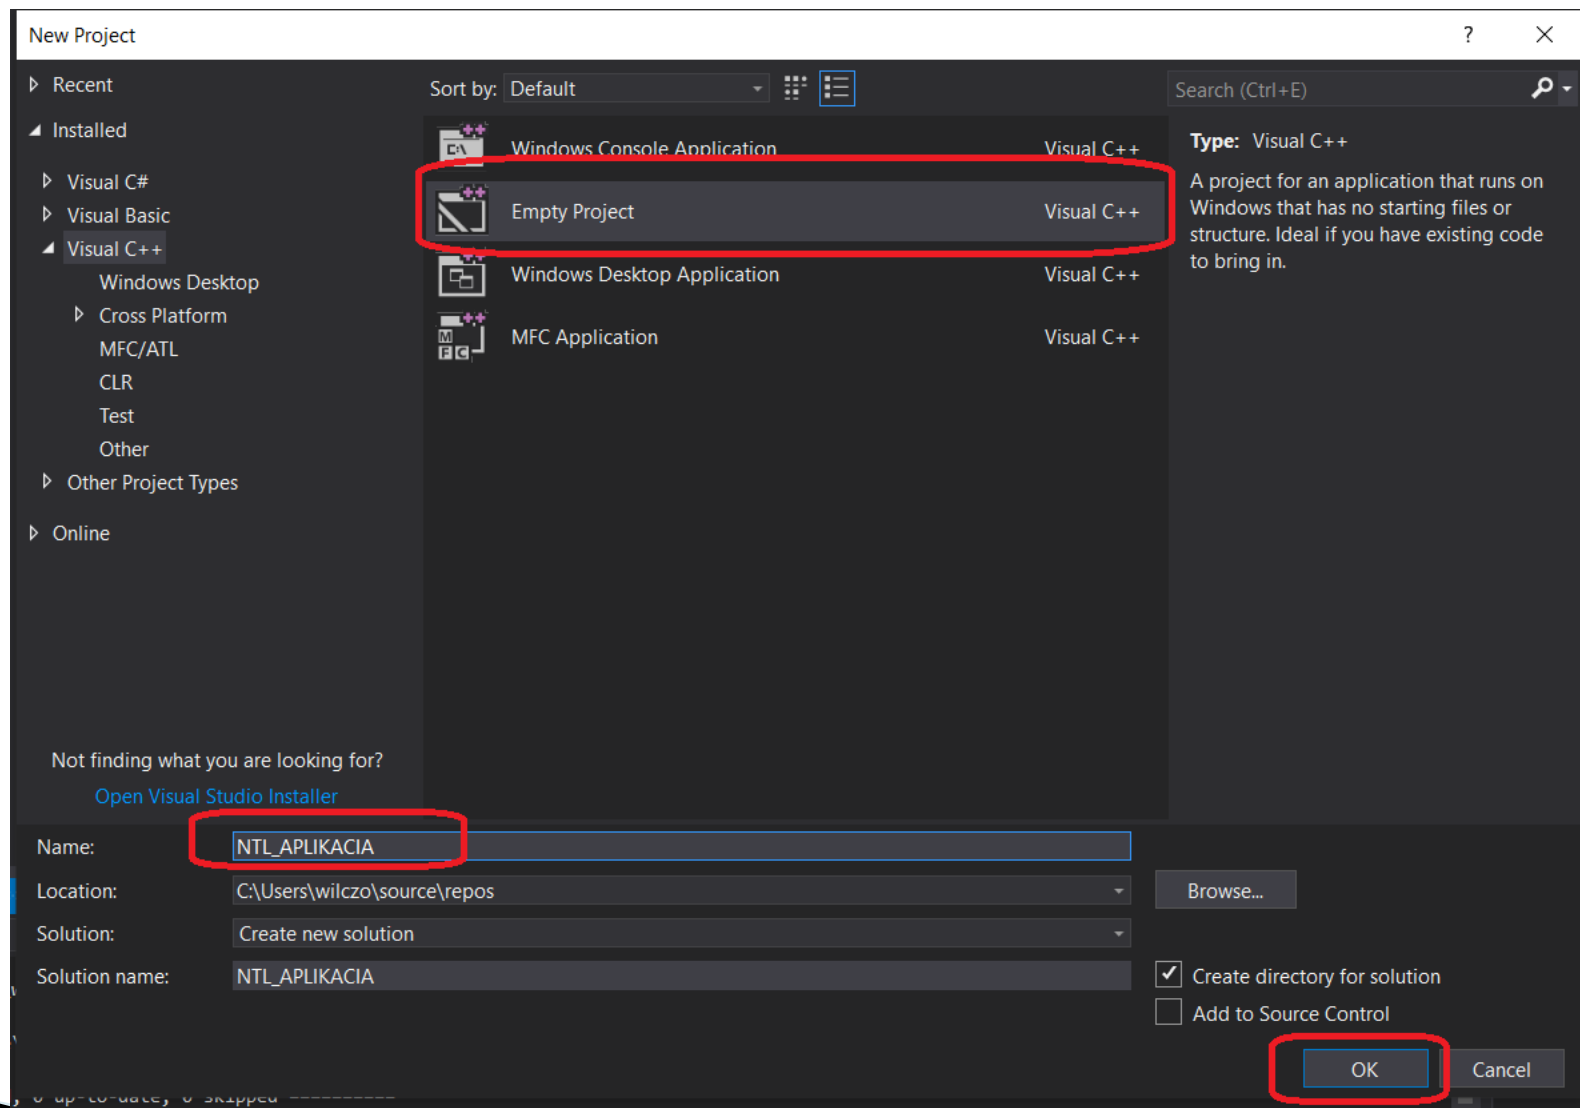 New Project
?
Recent
Sort by: Default
Search (Ctrl+E)
Installed
Windows Console Application Visual C++
Type: Visual C++
Visual C#
A project for an application that runs on
Windows that has no starting files or
structure. Ideal if you have existing code
to bring in.
Visual Basic
Empty Project Visual C++
Visual C++
Windows Desktop Application Visual C++
Windows Desktop
Cross Platform
MFC Application Visual C++
MFC/ATL
CLR
Test
Other
Other Project Types
Online
Not finding what you are looking for?
Open Visual Studio Installer
Name: NTL_APLIKACIA
Location: C:\Users\wilczo\source\repos
Browse...
Solution: Create new solution
Solution name: NTL_APLIKACIA
Create directory for solution
Add to Source Control
OK Cancel
up-to-date, 0 skipped ==========